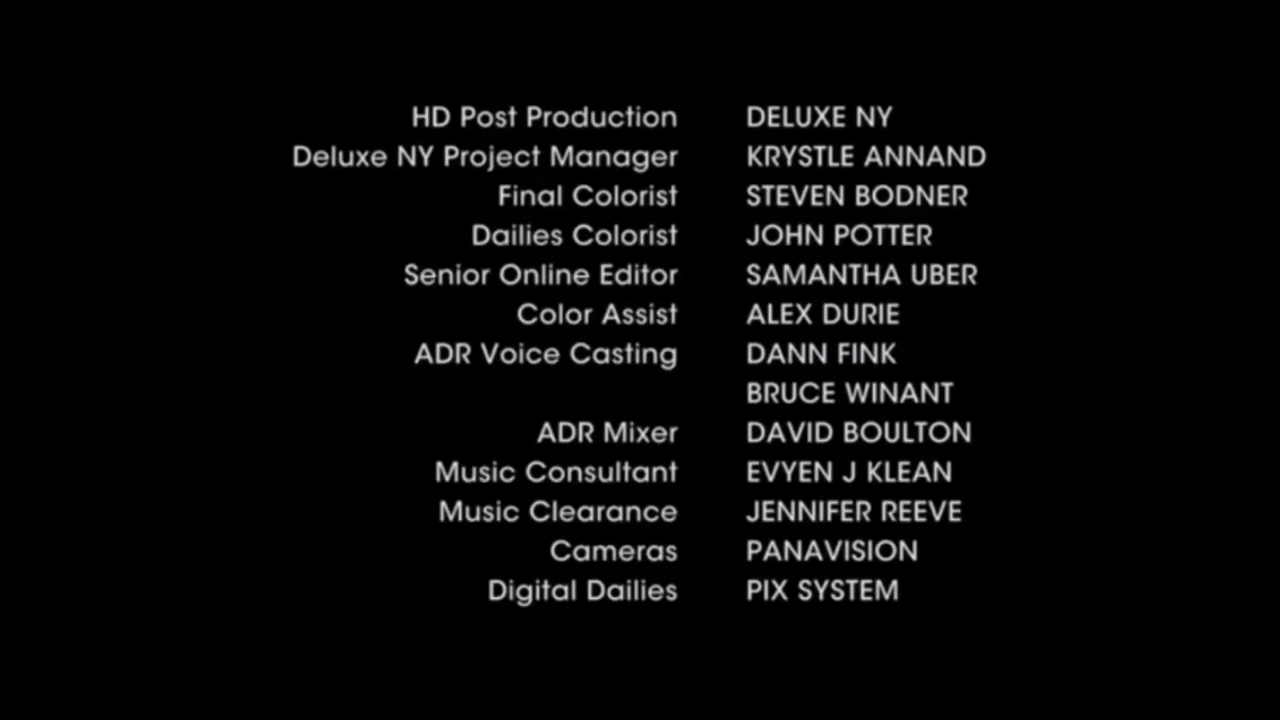 HD Post Production DELUXE NY
Deluxe NY Project Manager KRYSTLE ANNAND
Final Colorist STEVEN BODNER
Dailies Colorist JOHN POTTER
Senior Online Editor SAMANTHA UBER
Color Assist ALEX DURIE
ADR Voice Casting DANN FINK
BRUCE WINANT
ADR Mixer DAVID BOULTON
Music Consultant EVYEN J KLEAN
Music Clearance JENNIFER REEVE
Cameras PANAVISION
Digital Dailies PIX SYSTEM